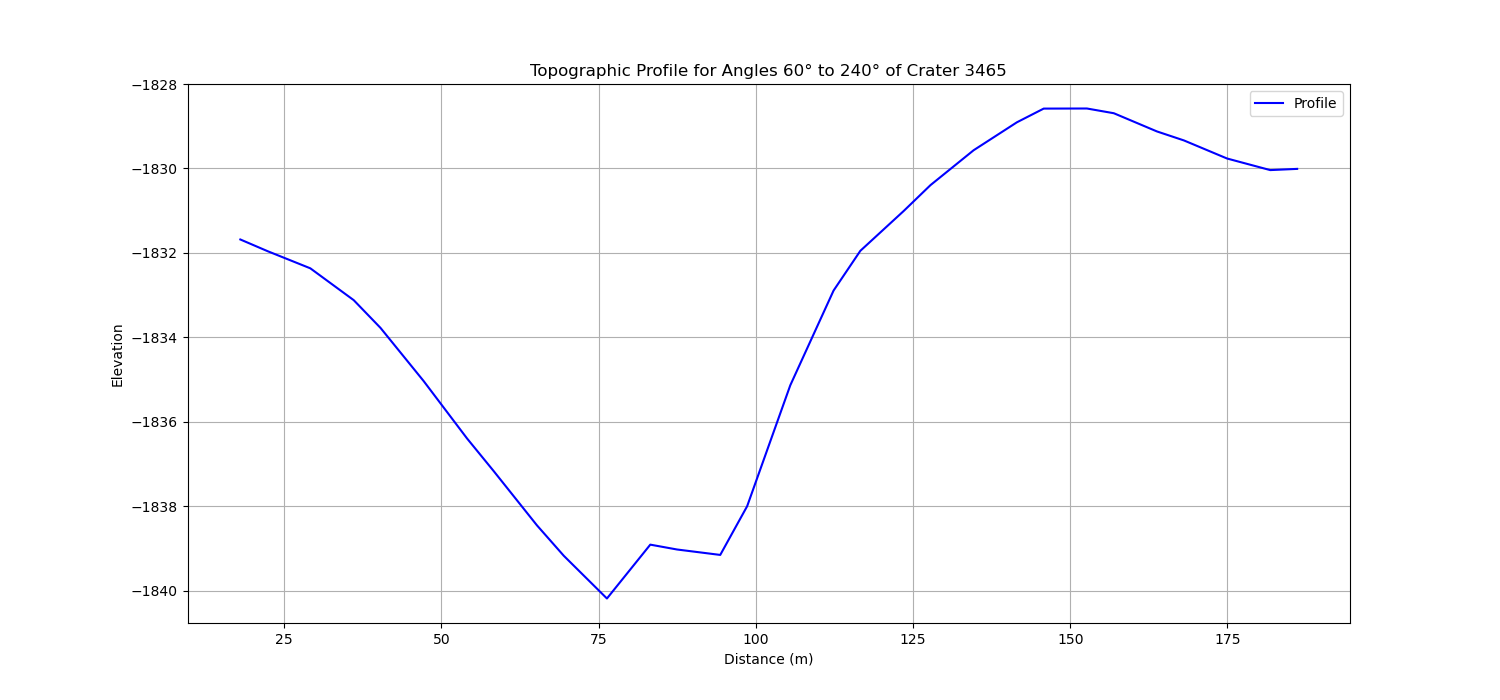 Topographic Profile for Angles 60° to 240° of Crater 3465
Profile
−1828
−1830
−1832
−1834
−1836
−1838
−1840
Elevation
25 50 75 100 125 150 175
Distance (m)